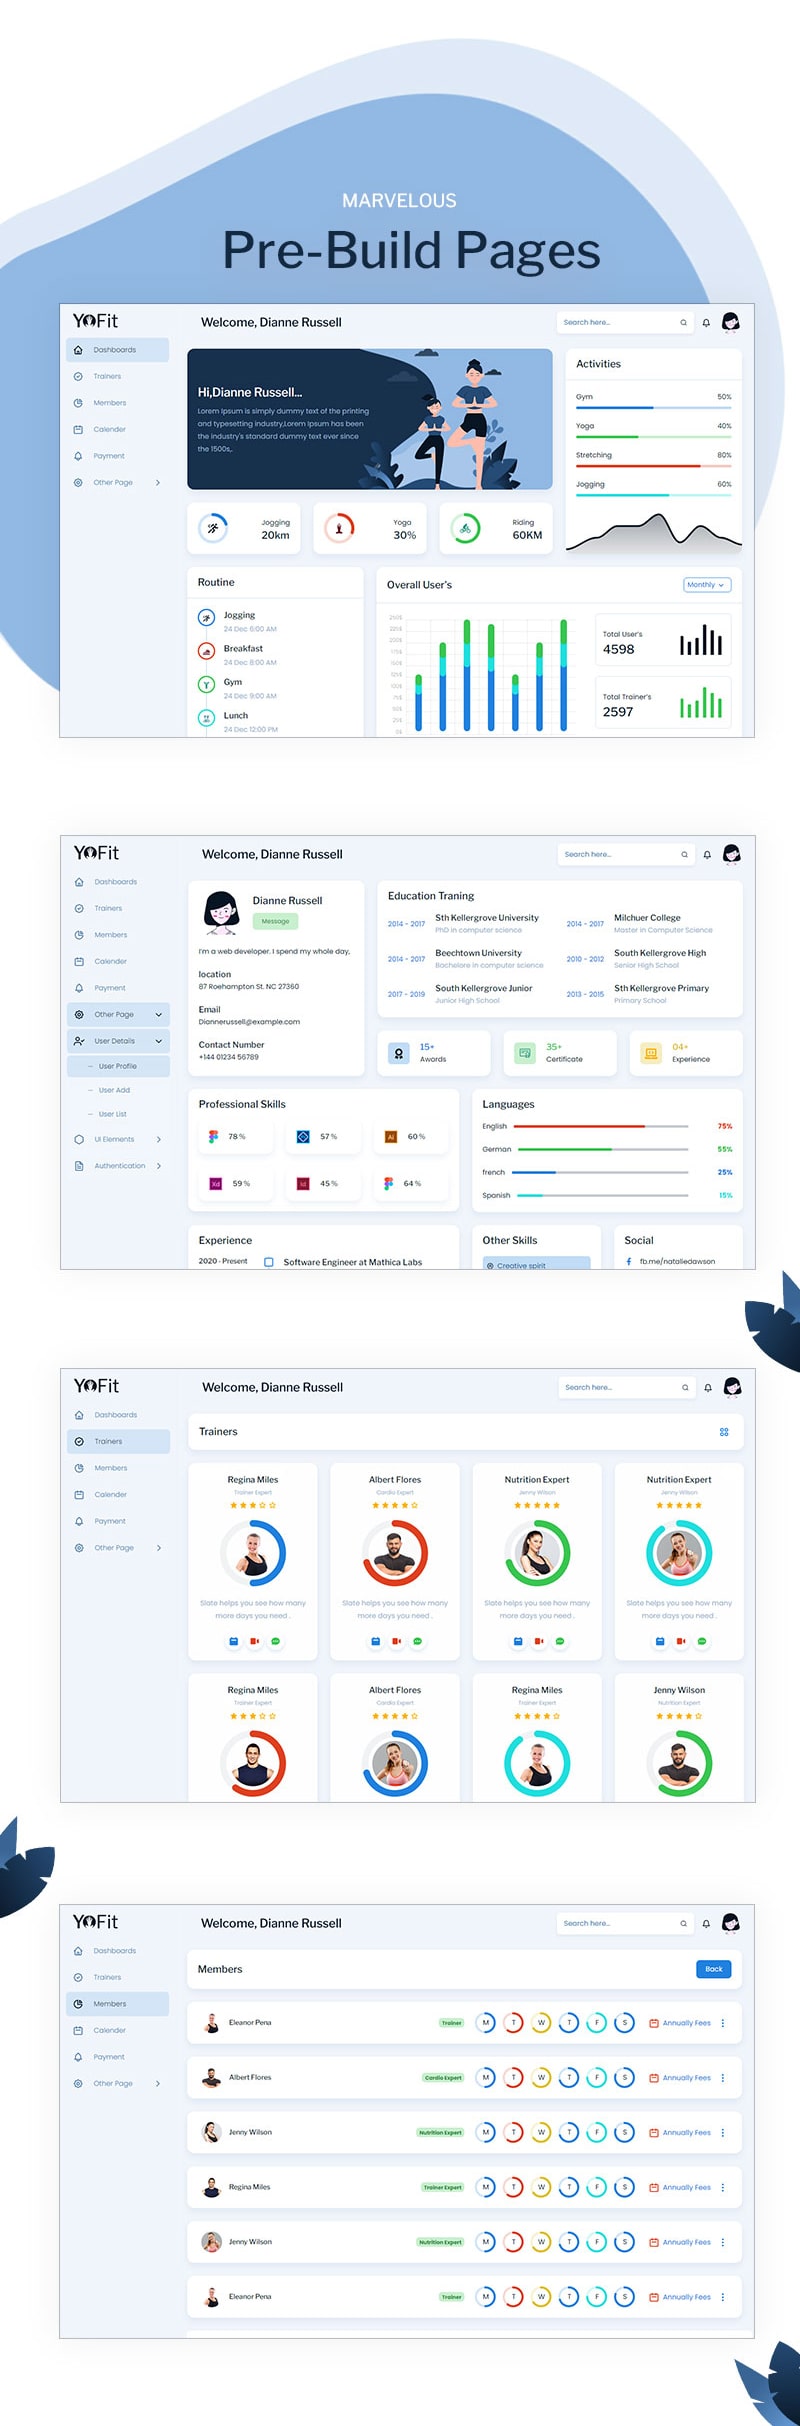 MARVELOUS
Pre-Build Pages
YOFit
Welcome, Dianne Russell
Search here...
Dashboards
Trainers
Members
Calender
Payment
Other Page
Hi,Dianne Russell...
Lorem Ipsum is simply dummy text of the printing
and typesetting industry,Lorem Ipsum has been
the industry's standard dummy text ever since
the 1500s,.
Activities
Gym 50%
Yoga 40%
Stretching 80%
Jogging 60%
Jogging
20km
Yoga
30%
Riding
60KM
Routine
Jogging
24 Dec 6:00 AM
Breakfast
24 Dec 8:00 AM
Gym
24 Dec 9:00 AM
Lunch
24 Dec 12:00 PM
Overall User's
Monthly
250$
225$
200$
175$
150$
125$
100$
75$
50$
25$
0$
Total User's
4598
Total Trainer's
2597
YOFit
Welcome, Dianne Russell
Search here...
Dashboards
Trainers
Members
Calender
Payment
Other Page
User Details
User Profile
User Add
User List
UI Elements
Authentication
Dianne Russell
Message
I'm a web developer. I spend my whole day,
location
87 Roehampton St. NC 27360
Email
Diannerussell@example.com
Contact Number
+144 01234 56789
Education Traning
2014 - 2017 Sth Kellergrove University
PhD in computer science
2014 - 2017 Milchuer College
Master in Computer Science
2014 - 2017 Beechtown University
Bachelore in computer science
2010 - 2012 South Kellergrove High
Senior High School
2017 - 2019 South Kellergrove Junior
Junior High School
2013 - 2015 Sth Kellergrove Primary
Primary School
15+
Awords
35+
Certificate
04+
Experience
Professional Skills
78 %
57 %
Ai 60 %
Xd 59 %
Id 45 %
64 %
Languages
English 75%
German 55%
french 25%
Spanish 15%
Experience
2020 - Present Software Engineer at Mathica Labs
Other Skills
Creative spirit
Social
fb.me/nataliedawson
YOFit
Welcome, Dianne Russell
Search here...
Dashboards
Trainers
Members
Calender
Payment
Other Page
Trainers
Regina Miles
Trainer Expert
Slate helps you see how many
more days you need .
Albert Flores
Cardio Expert
Slate helps you see how many
more days you need .
Nutrition Expert
Jenny Wilson
Slate helps you see how many
more days you need .
Nutrition Expert
Jenny Wilson
Slate helps you see how many
more days you need .
Regina Miles
Trainer Expert
Albert Flores
Cardio Expert
Regina Miles
Trainer Expert
Jenny Wilson
Nutrition Expert
YOFit
Welcome, Dianne Russell
Search here...
Dashboards
Trainers
Members
Calender
Payment
Other Page
Members
Back
Eleanor Pena Trainer M T W T F S Annually Fees
Albert Flores Cardio Expert M T W T F S Annually Fees
Jenny Wilson Nutrition Expert M T W T F S Annually Fees
Regina Miles Trainer Expert M T W T F S Annually Fees
Jenny Wilson Nutrition Expert M T W T F S Annually Fees
Eleanor Pena Trainer M T W T F S Annually Fees